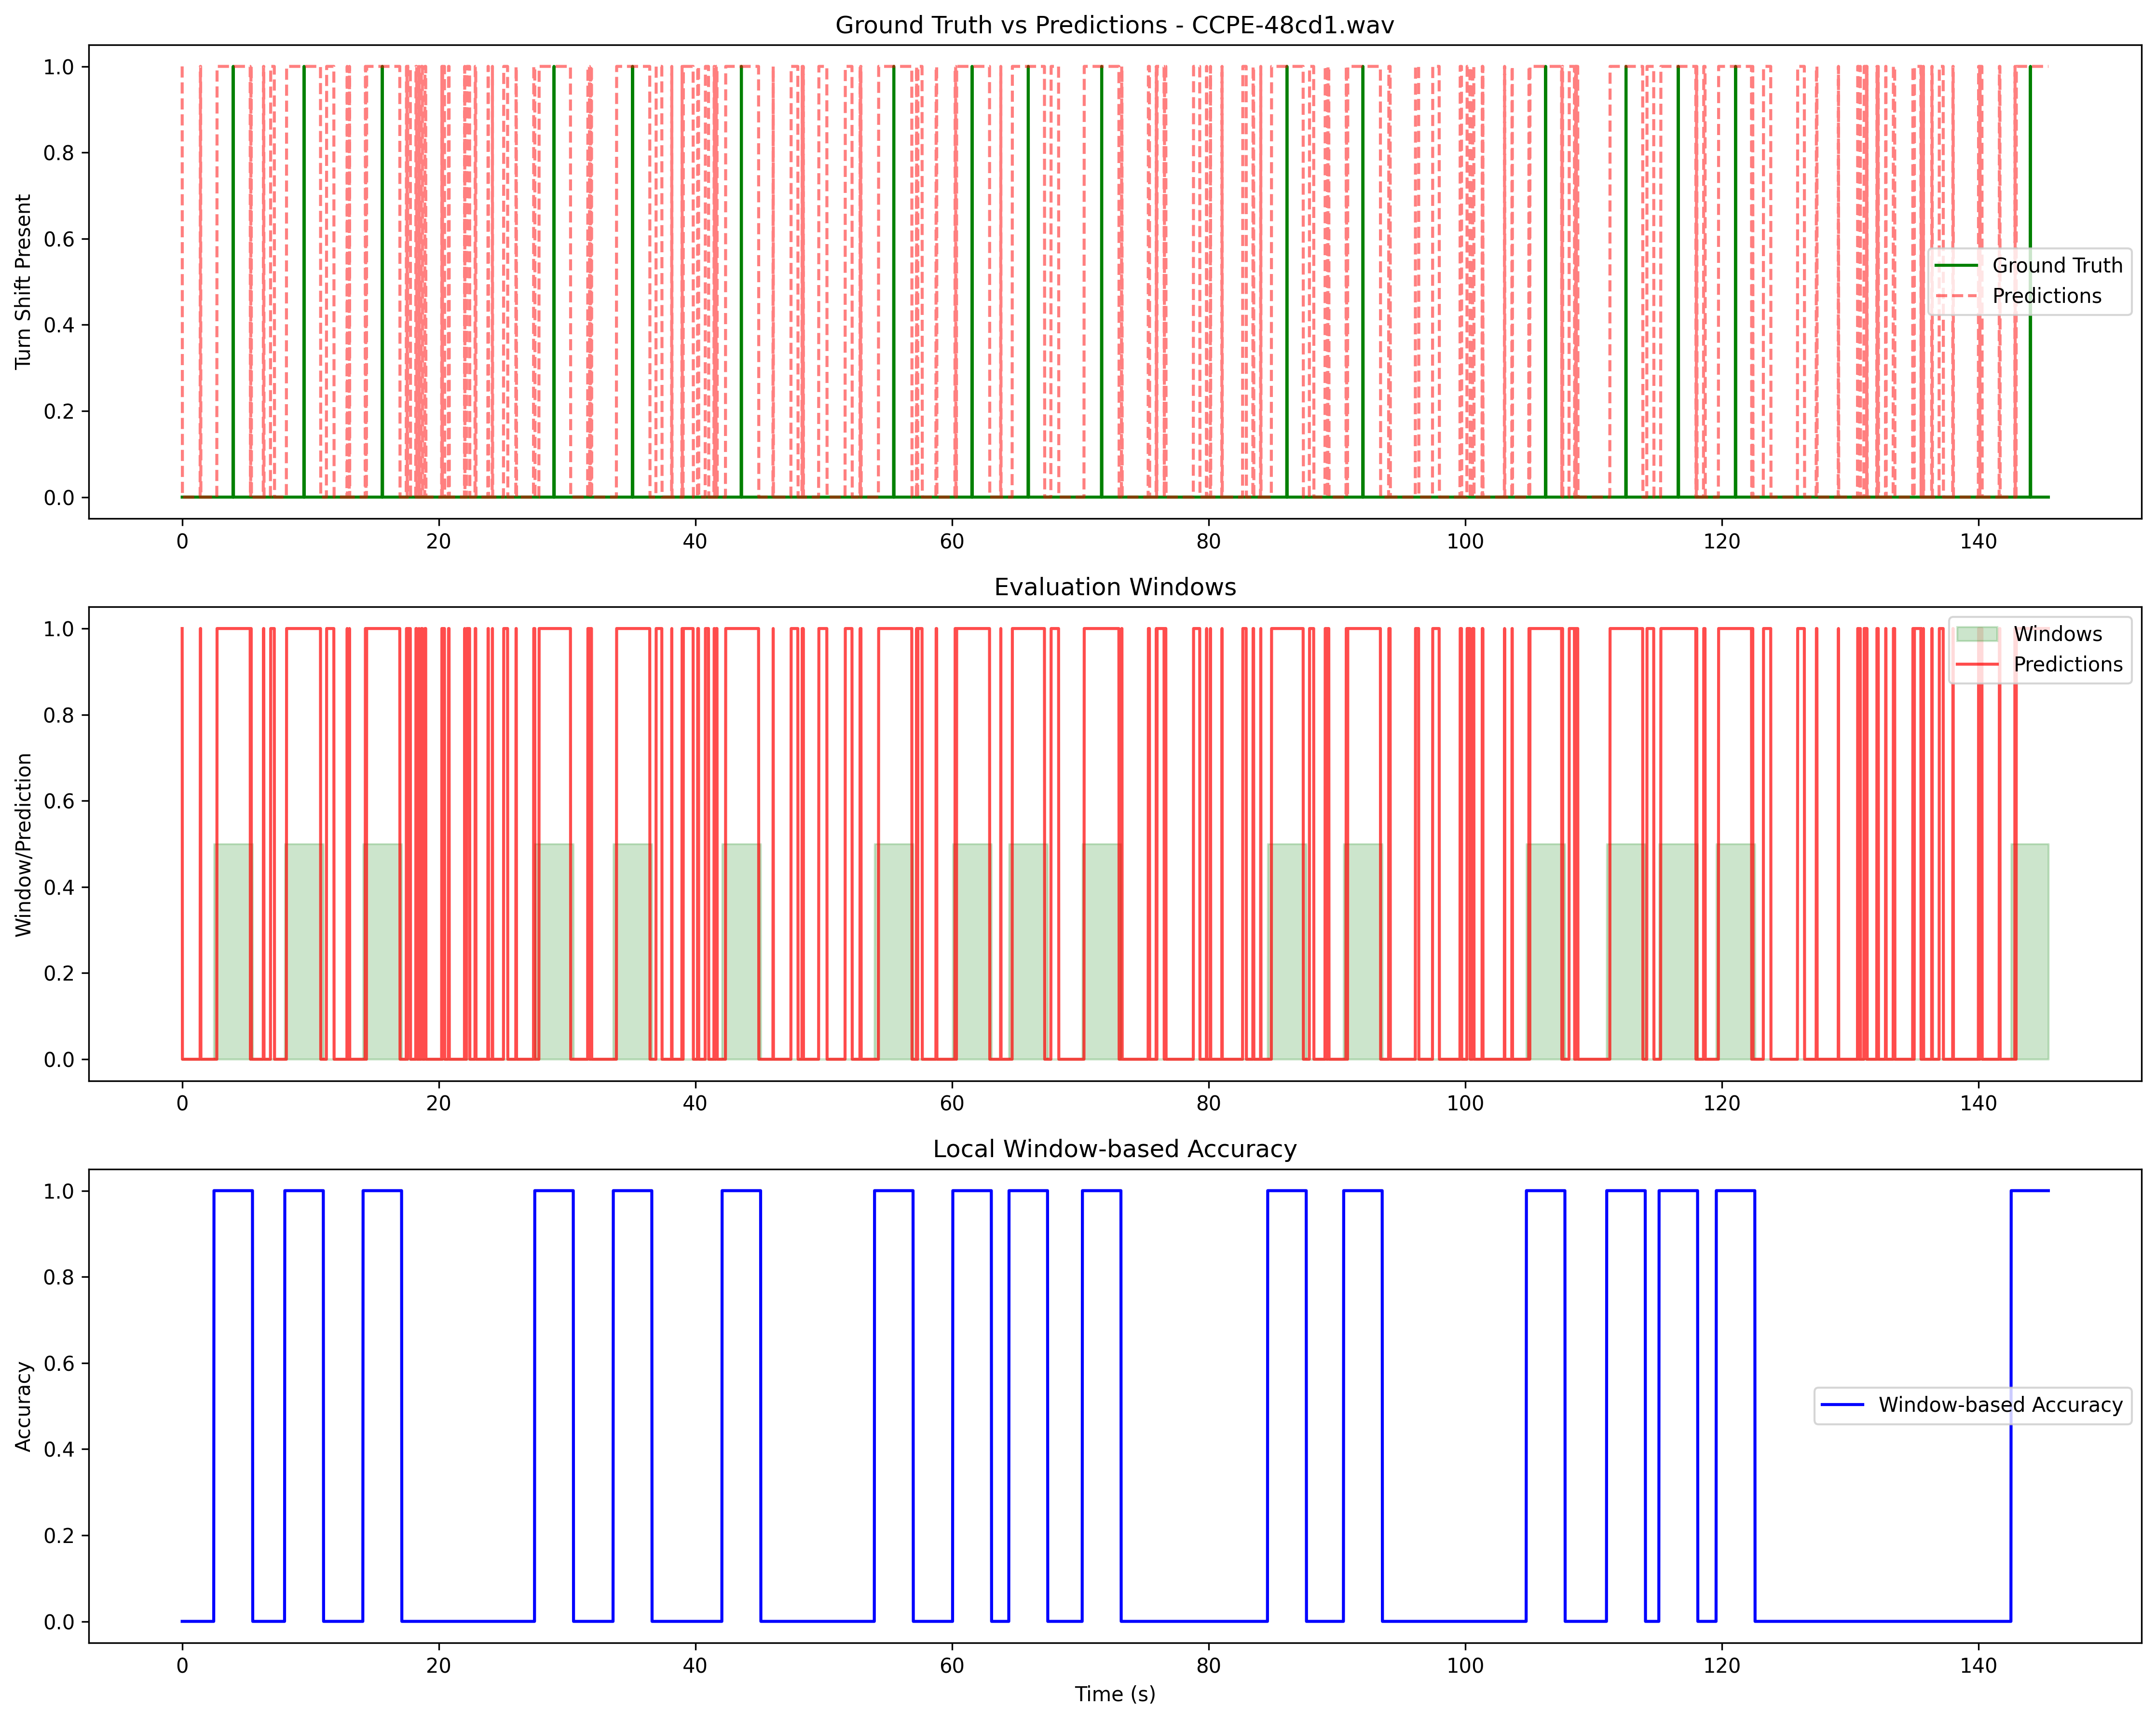 Ground Truth vs Predictions - CCPE-48cd1.wav
Turn Shift Present
1.0
0.8
0.6
0.4
0.2
0.0
Ground Truth
Predictions
0 20 40 60 80 100 120 140
Evaluation Windows
Window/Prediction
1.0
0.8
0.6
0.4
0.2
0.0
Windows
Predictions
0 20 40 60 80 100 120 140
Local Window-based Accuracy
Accuracy
1.0
0.8
0.6
0.4
0.2
0.0
Window-based Accuracy
0 20 40 60 80 100 120 140
Time (s)